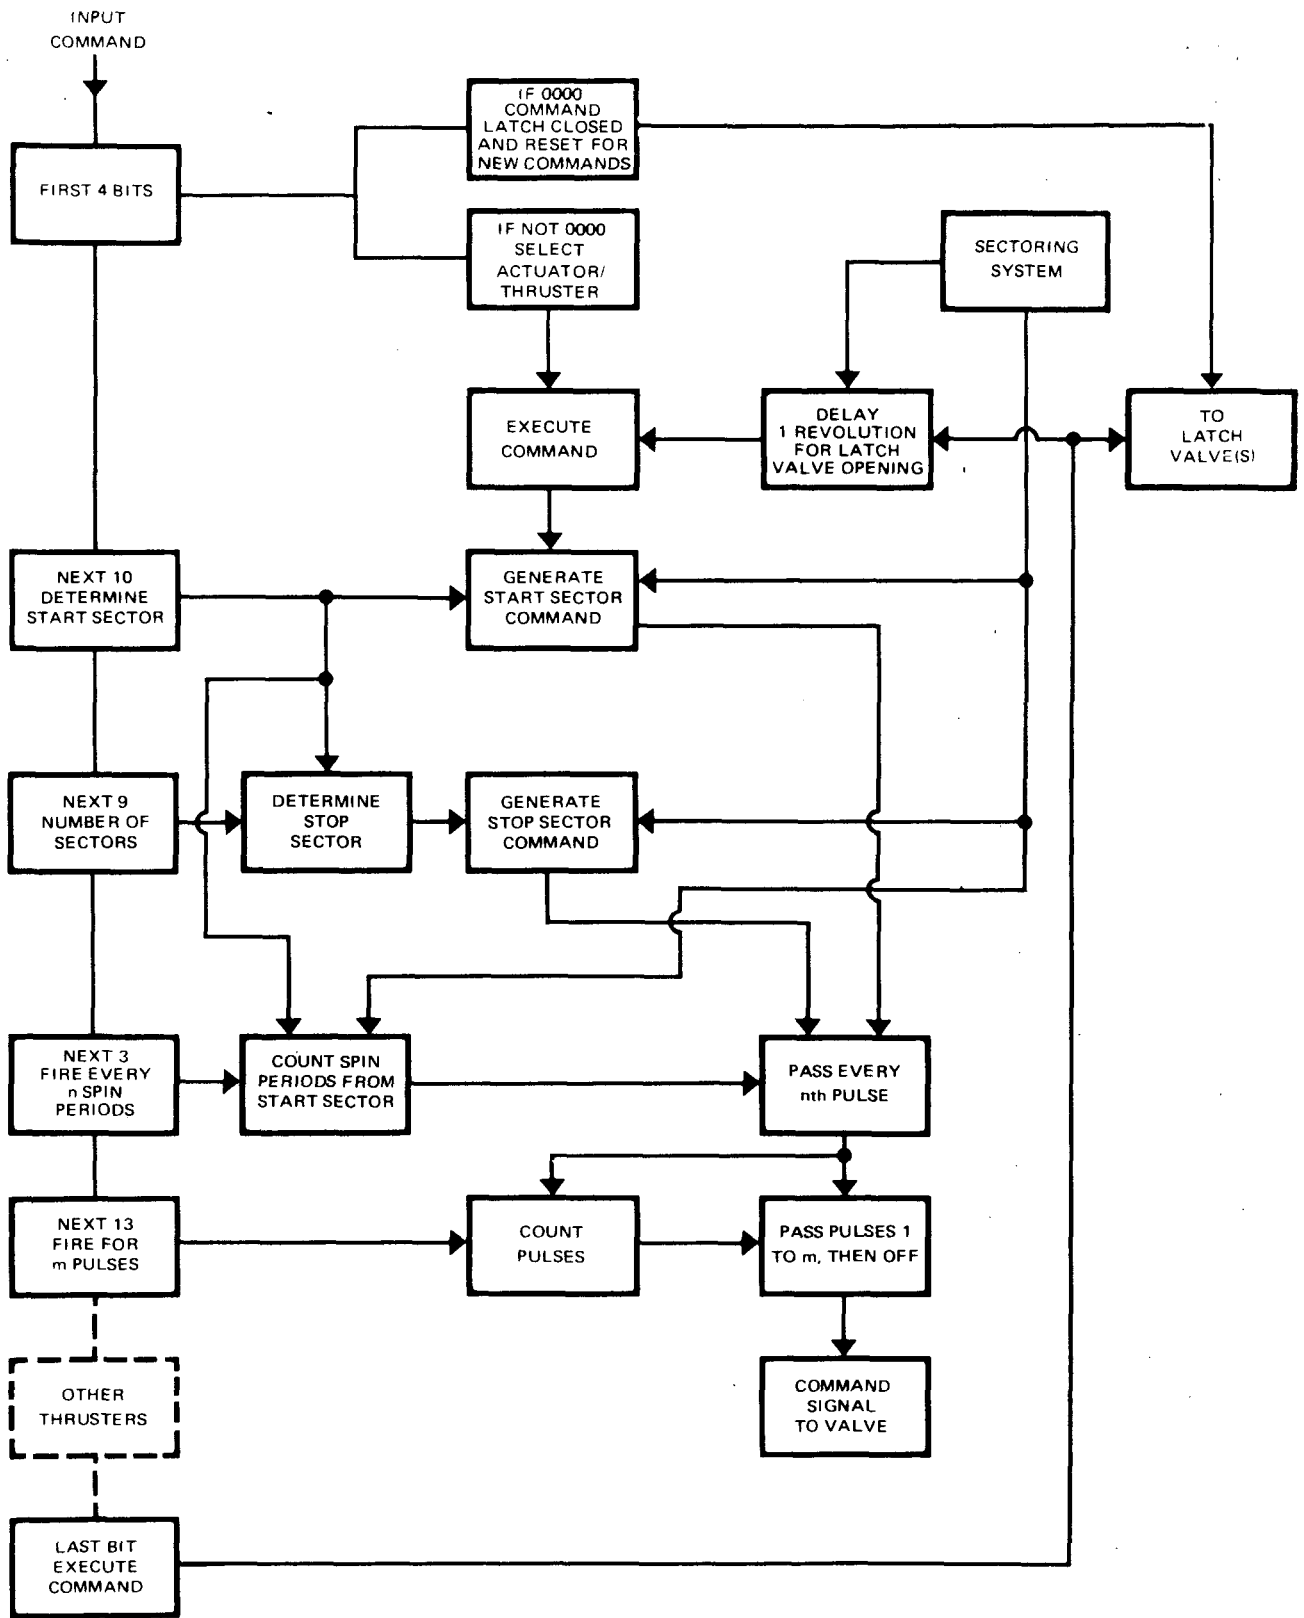 INPUT
COMMAND
FIRST 4 BITS
IF 0000
COMMAND
LATCH CLOSED
AND RESET FOR
NEW COMMANDS
IF NOT 0000
SELECT
ACTUATOR/
THRUSTER
SECTORING
SYSTEM
EXECUTE
COMMAND
DELAY
1 REVOLUTION
FOR LATCH
VALVE OPENING
TO
LATCH
VALVE(S)
NEXT 10
DETERMINE
START SECTOR
GENERATE
START SECTOR
COMMAND
NEXT 9
NUMBER OF
SECTORS
DETERMINE
STOP
SECTOR
GENERATE
STOP SECTOR
COMMAND
NEXT 3
FIRE EVERY
n SPIN
PERIODS
COUNT SPIN
PERIODS FROM
START SECTOR
PASS EVERY
nth PULSE
NEXT 13
FIRE FOR
m PULSES
COUNT
PULSES
PASS PULSES 1
TO m, THEN OFF
OTHER
THRUSTERS
COMMAND
SIGNAL
TO VALVE
LAST BIT
EXECUTE
COMMAND